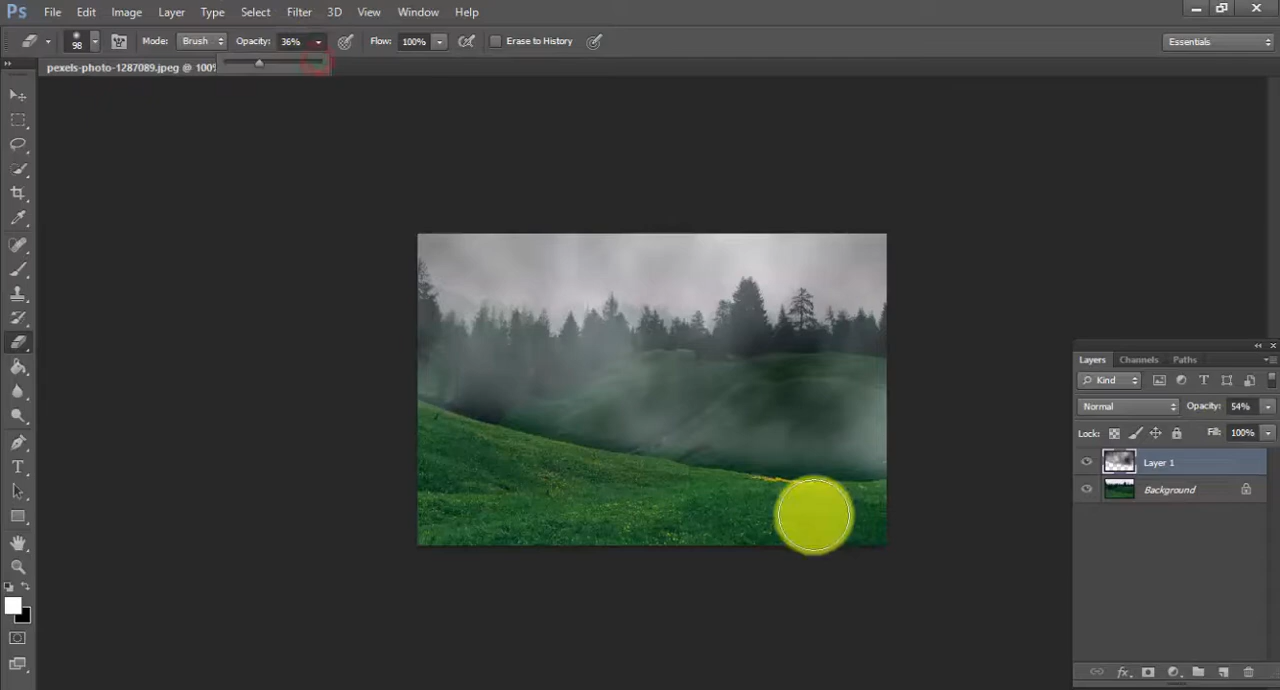 Ps File Edit Image Layer Type Select Filter 3D View Window Help
98 Mode: Brush Opacity: 36% Flow: 100% Erase to History Essentials
pexels-photo-1287089.jpeg @ 100%
Layers Channels Paths
Kind T
Normal Opacity: 54%
Lock: Fill: 100%
Layer 1
Background
T
fx